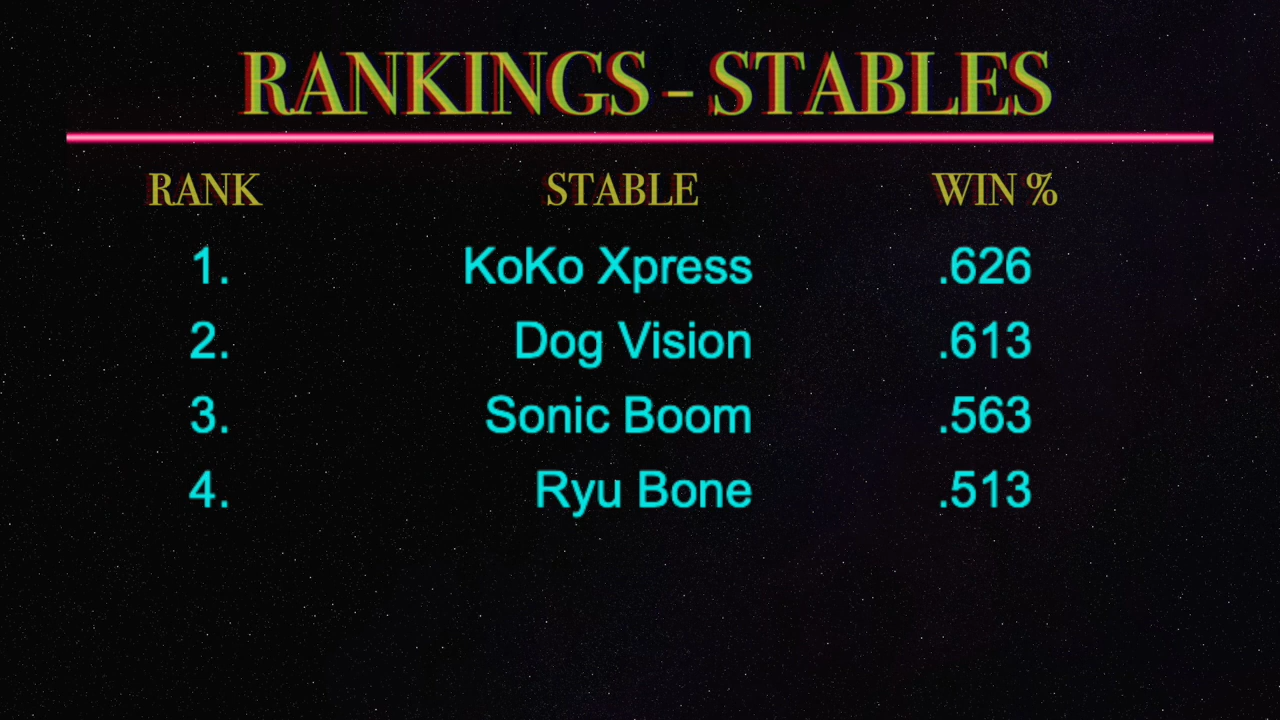 RANKINGS - STABLES
RANK STABLE WIN %
1. KoKo Xpress .626
2. Dog Vision .613
3. Sonic Boom .563
4. Ryu Bone .513